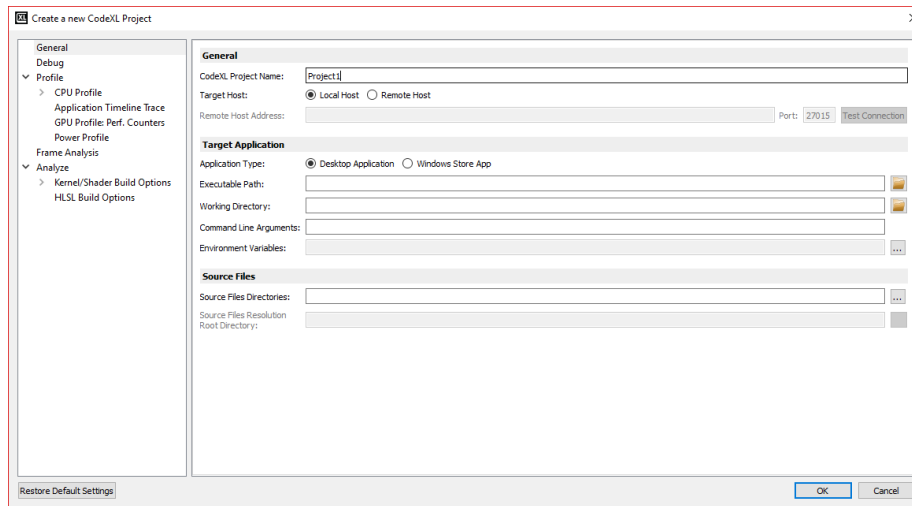 Create a new CodeXL Project
General
Debug
Profile
CPU Profile
Application Timeline Trace
GPU Profile: Perf. Counters
Power Profile
Frame Analysis
Analyze
Kernel/Shader Build Options
HLSL Build Options
General
CodeXL Project Name: Project1
Target Host: Local Host Remote Host
Remote Host Address: Port: 27015 Test Connection
Target Application
Application Type: Desktop Application Windows Store App
Executable Path:
Working Directory:
Command Line Arguments:
Environment Variables: ...
Source Files
Source Files Directories: ...
Source Files Resolution
Root Directory:
Restore Default Settings OK Cancel